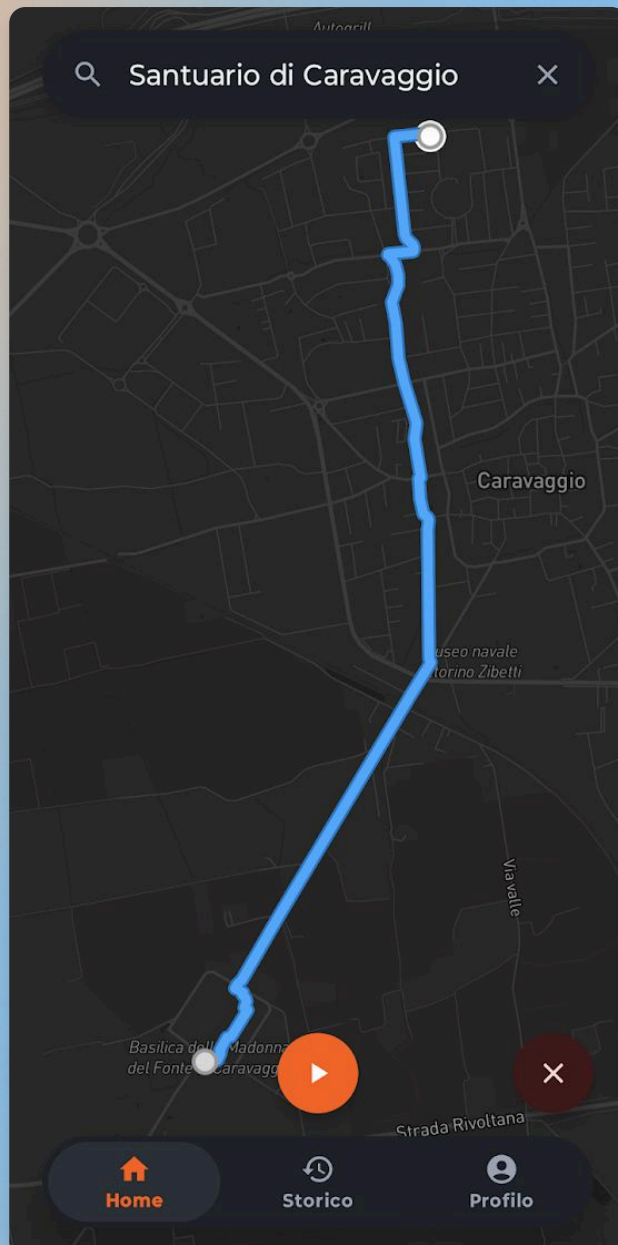 Autogrill
Santuario di Caravaggio
Caravaggio
useo navale
torino Zibetti
Via valle
Basilica della Madonna
del Fonte Caravagg
Strada Rivoltana
Home
Storico
Profilo